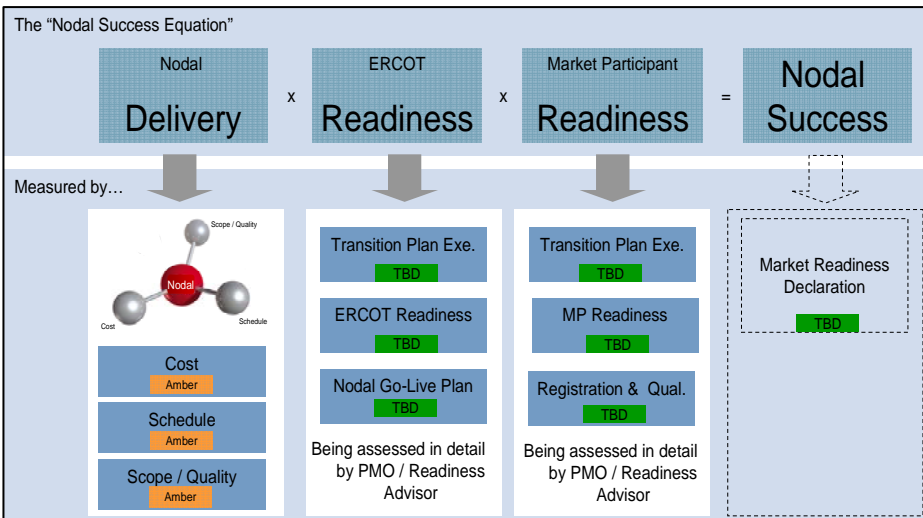 The “Nodal Success Equation”
Nodal
Delivery
x
ERCOT
Readiness
x
Market Participant
Readiness
=
Nodal
Success
Measured by…
Scope / Quality
Nodal
Cost
Schedule
Cost
Amber
Schedule
Amber
Scope / Quality
Amber
Transition Plan Exe.
TBD
ERCOT Readiness
TBD
Nodal Go-Live Plan
TBD
Being assessed in detail
by PMO / Readiness
Advisor
Transition Plan Exe.
TBD
MP Readiness
TBD
Registration & Qual.
TBD
Being assessed in detail
by PMO / Readiness
Advisor
Market Readiness
Declaration
TBD